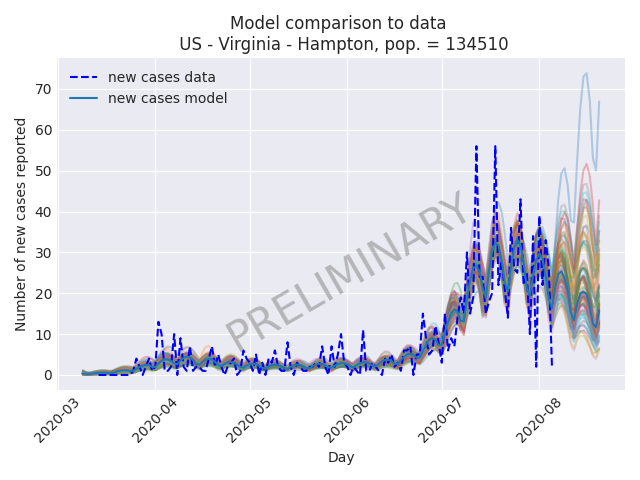 Model comparison to data
US - Virginia - Hampton, pop. = 134510
new cases data
new cases model
Number of new cases reported
70
60
50
40
30
20
10
0
PRELIMINARY
2020-03
2020-04
2020-05
2020-06
2020-07
2020-08
Day